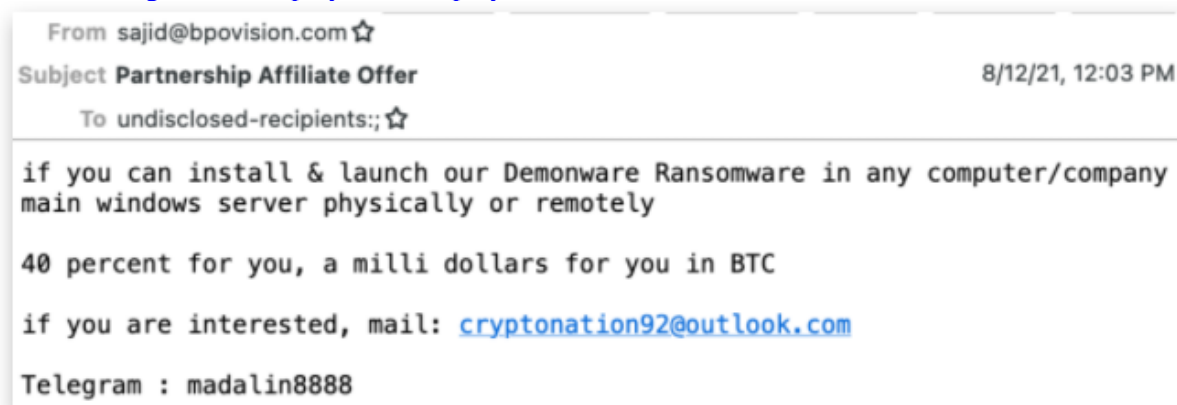 From sajid@bpovision.com
Subject Partnership Affiliate Offer 8/12/21, 12:03 PM
To undisclosed-recipients:;
if you can install & launch our Demonware Ransomware in any computer/company
main windows server physically or remotely
40 percent for you, a milli dollars for you in BTC
if you are interested, mail: cryptonation92@outlook.com
Telegram : madalin8888